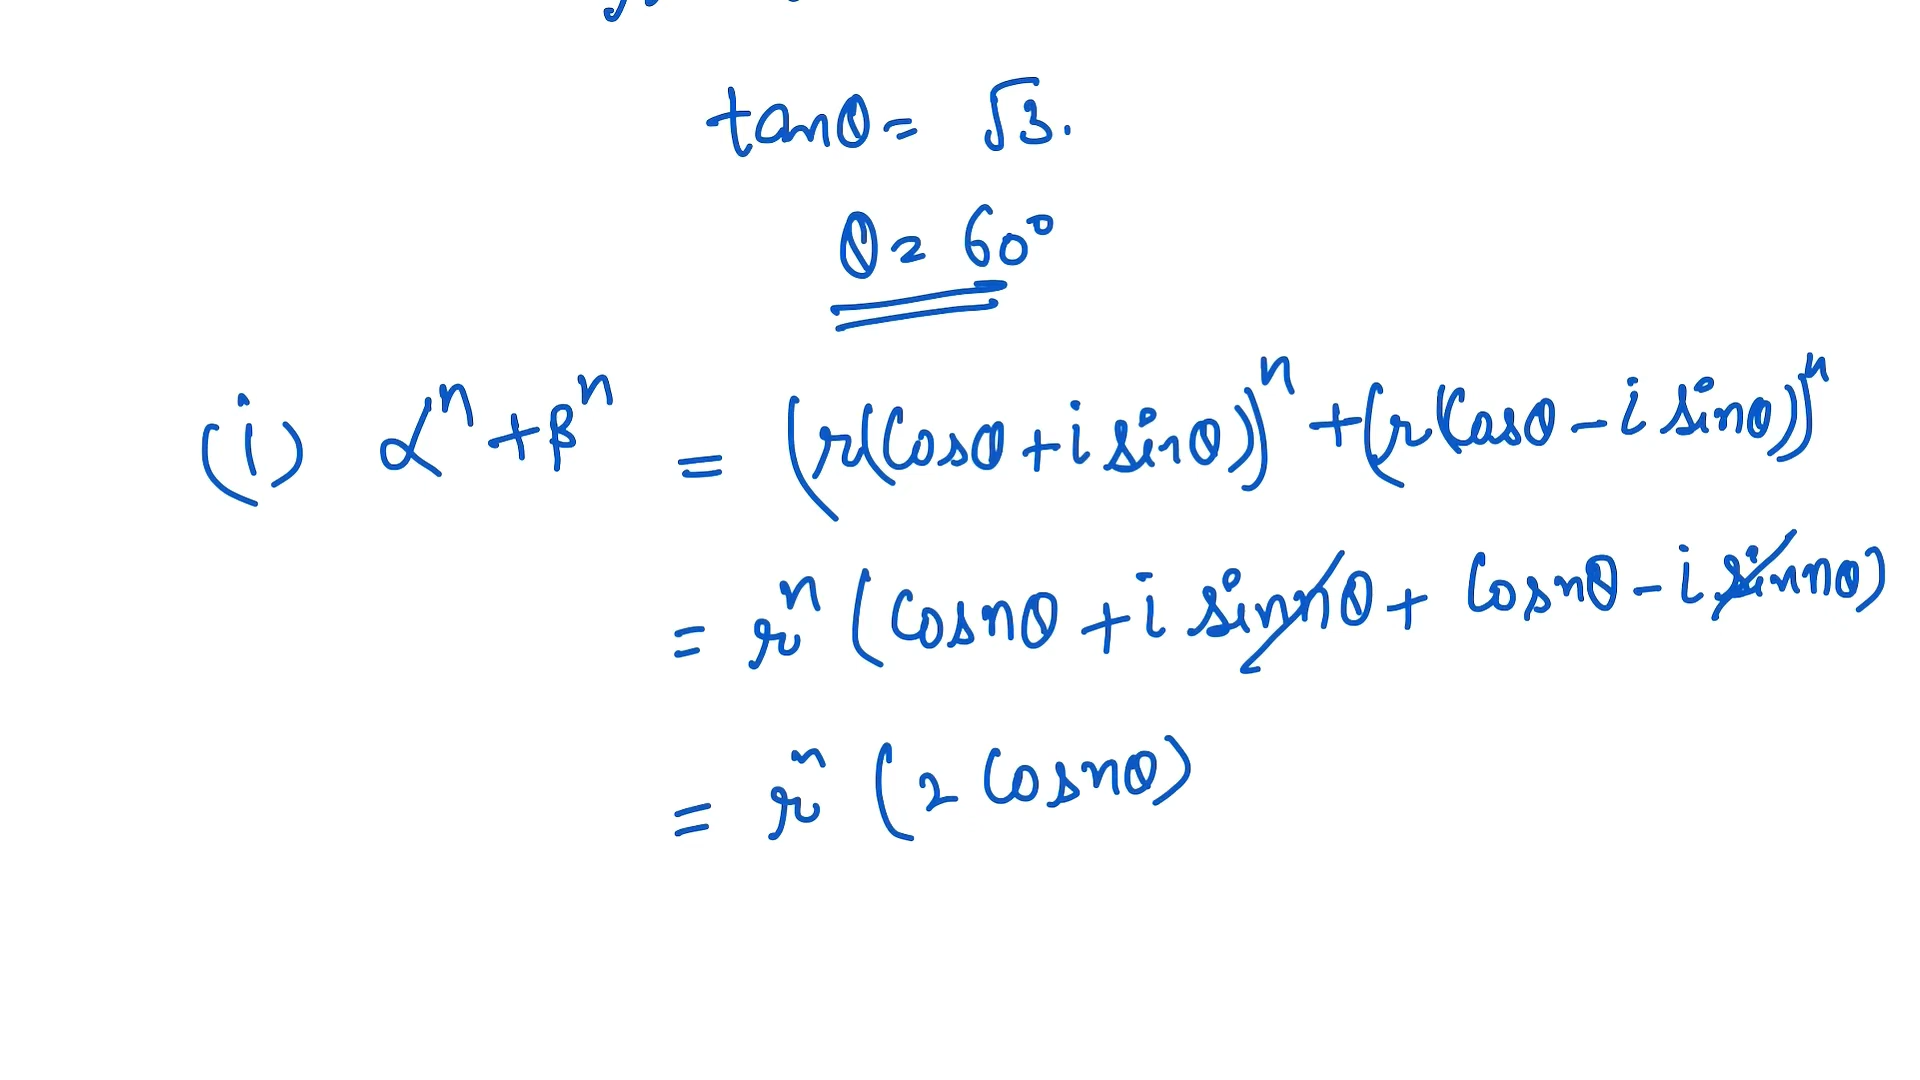 tanθ = √3.
θ = 60°
(i) αⁿ + βⁿ = (r(Cosθ + i sinθ))ⁿ + (r(Cosθ - i sinθ))ⁿ
= rⁿ (Cosnθ + i sinnθ + Cosnθ - i sinnθ)
= rⁿ (2 Cosnθ)